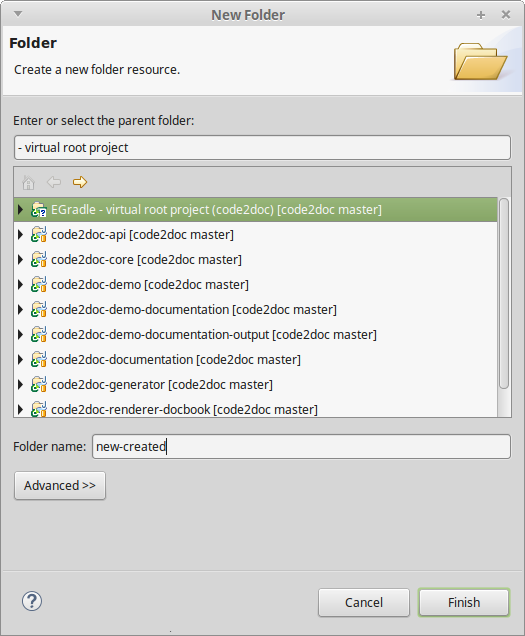 New Folder
Folder
Create a new folder resource.
Enter or select the parent folder:
- virtual root project
EGradle - virtual root project (code2doc) [code2doc master]
code2doc-api [code2doc master]
code2doc-core [code2doc master]
code2doc-demo [code2doc master]
code2doc-demo-documentation [code2doc master]
code2doc-demo-documentation-output [code2doc master]
code2doc-documentation [code2doc master]
code2doc-generator [code2doc master]
code2doc-renderer-docbook [code2doc master]
Folder name: new-created
Advanced >>
Cancel Finish